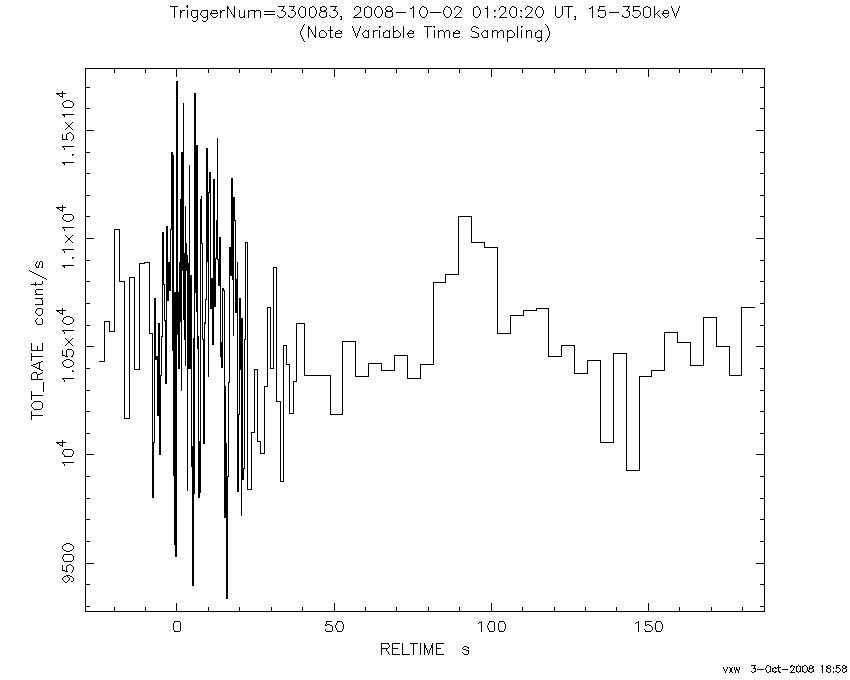 TriggerNum=330083, 2008-10-02 01:20:20 UT, 15-350keV
(Note Variable Time Sampling)
TOT_RATE count/s
1.15×10⁴
1.1×10⁴
1.05×10⁴
10⁴
9500
0 50 100 150
RELTIME s
vxw 3-Oct-2008 18:58